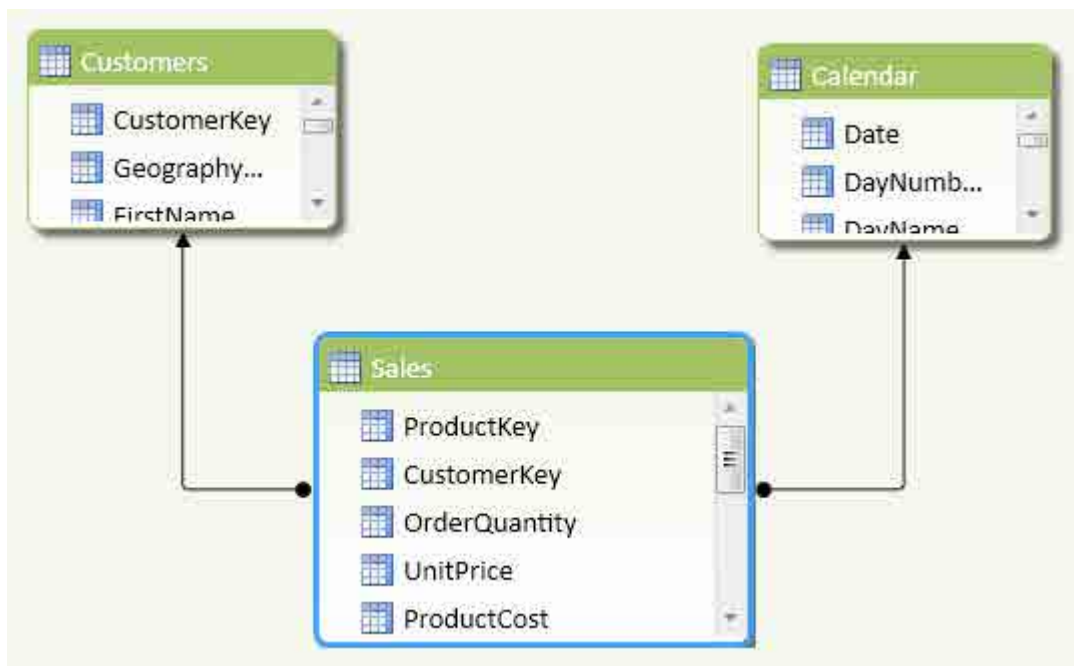 Customers
CustomerKey
Geography...
FirstName
Calendar
Date
DayNumb...
DayName
Sales
ProductKey
CustomerKey
OrderQuantity
UnitPrice
ProductCost